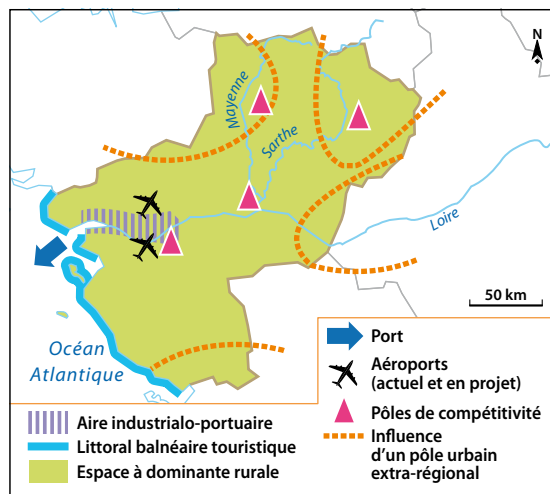 N
Mayenne
Sarthe
Loire
50 km
Océan
Atlantique
Port
Aéroports
(actuel et en projet)
Pôles de compétitivité
Influence
d'un pôle urbain
extra-régional
Aire industrialo-portuaire
Littoral balnéaire touristique
Espace à dominante rurale